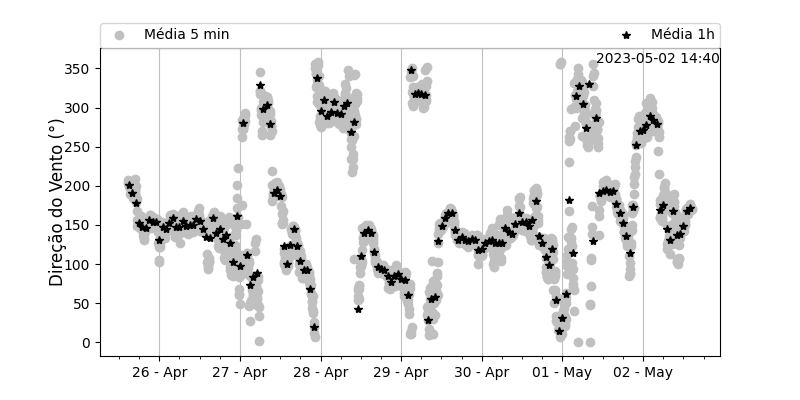 Média 5 min
Média 1h
2023-05-02 14:40
Direção do Vento (°)
350
300
250
200
150
100
50
0
26 - Apr
27 - Apr
28 - Apr
29 - Apr
30 - Apr
01 - May
02 - May